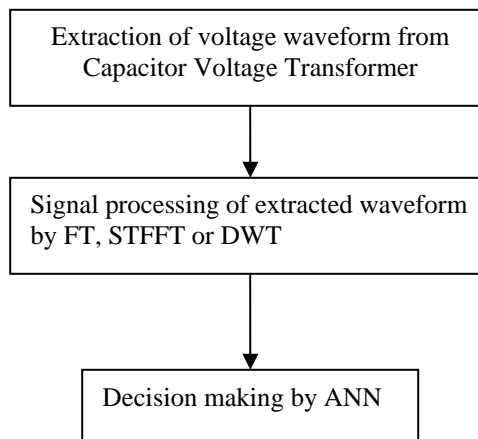 Extraction of voltage waveform from
Capacitor Voltage Transformer
Signal processing of extracted waveform
by FT, STFFT or DWT
Decision making by ANN